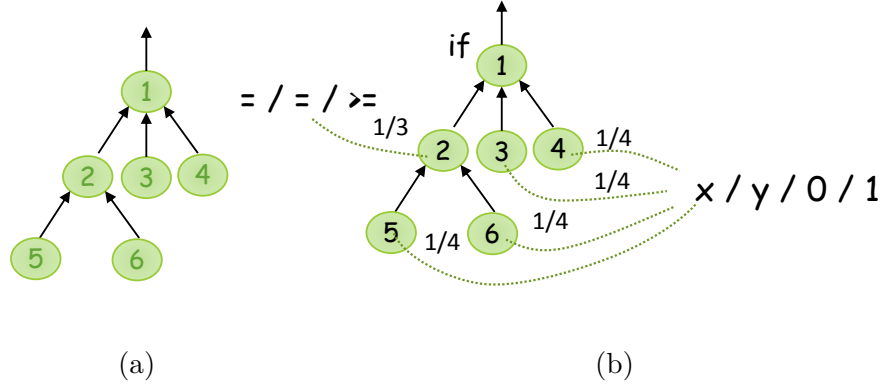 1
2 3 4
5 6
(a)
= / = / >=
if
1
1/3
2 3 4
1/4
1/4
x / y / 0 / 1
5 6
1/4
1/4
(b)